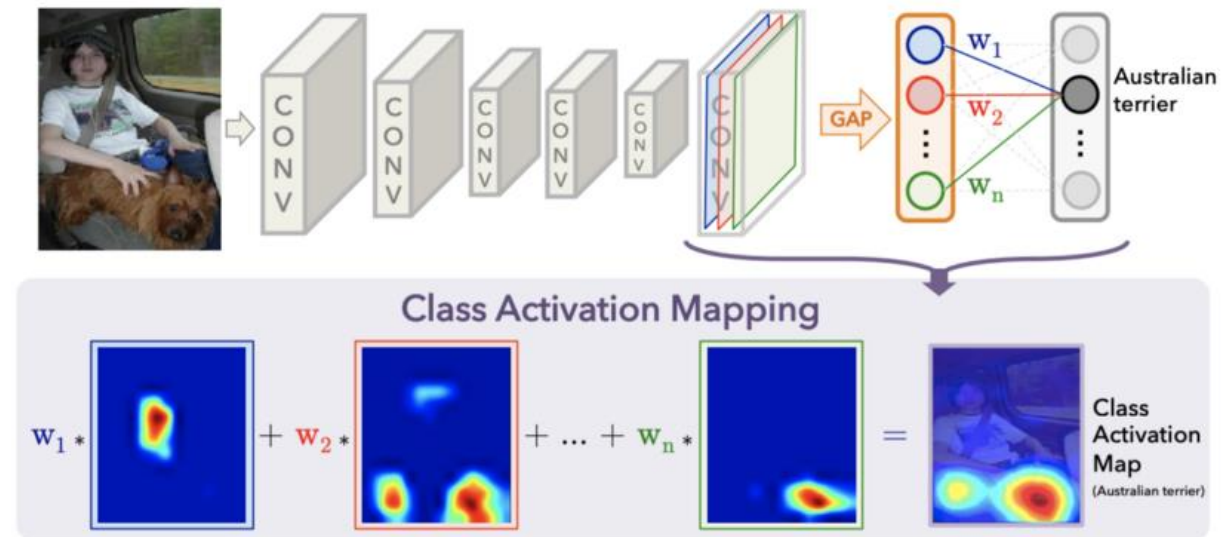 CONV
CONV
CONV
CONV
CONV
CONV
GAP
w1
w2
⋮
wn
Australian
terrier
⋮
Class Activation Mapping
w1 * + w2 * + ... + wn * =
Class
Activation
Map
(Australian terrier)